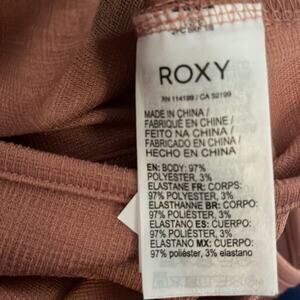 ROXY
RN 114199 / CA 52199
MADE IN CHINA /
FABRIQUÉ EN CHINE /
FEITO NA CHINA /
FABRICADO EN CHINA /
HECHO EN CHINA
EN: BODY: 97%
POLYESTER, 3%
ELASTANE FR: CORPS:
97% POLYESTER, 3%
ELASTHANNE BR: CORPO:
97% POLIÉSTER, 3%
ELASTANO ES: CUERPO:
97% POLIÉSTER, 3%
ELASTANO MX: CUERPO:
97% poliéster, 3% elastano